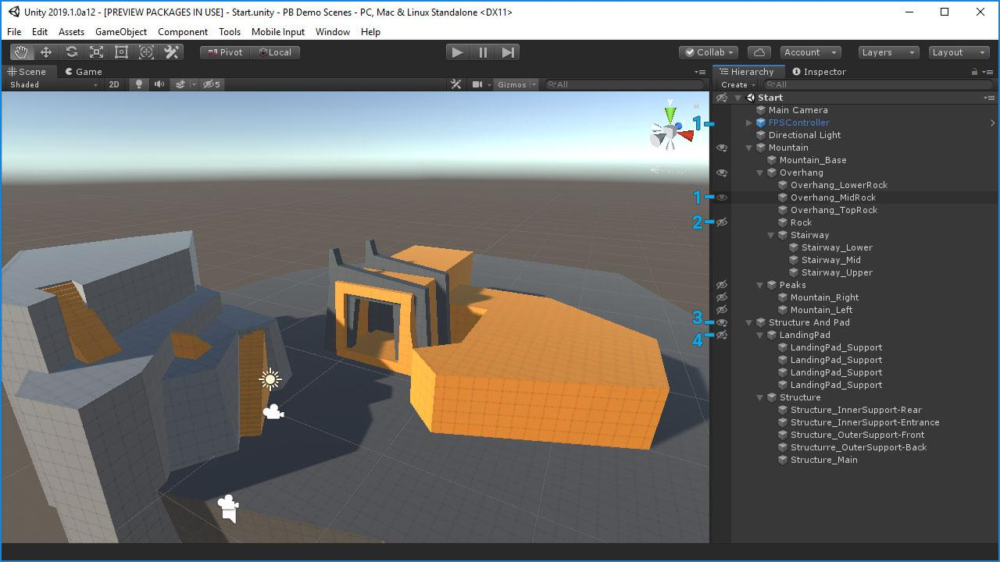 Unity 2019.1.0a12 - [PREVIEW PACKAGES IN USE] - Start.unity - PB Demo Scenes - PC, Mac & Linux Standalone <DX11>
File Edit Assets GameObject Component Tools Mobile Input Window Help
Pivot Local Collab Account Layers Layout
Scene Game Hierarchy Inspector
Shaded 2D 5 Gizmos All Create All
Start
y
Main Camera
1 FPSController
Directional Light
Mountain
Mountain_Base
Persp
Overhang
Overhang_LowerRock
1 Overhang_MidRock
Overhang_TopRock
2 Rock
Stairway
Stairway_Lower
Stairway_Mid
Stairway_Upper
Peaks
Mountain_Right
Mountain_Left
3 Structure And Pad
4 LandingPad
LandingPad_Support
LandingPad_Support
LandingPad_Support
LandingPad_Support
Structure
Structure_InnerSupport-Rear
Structure_InnerSupport-Entrance
Structure_OuterSupport-Front
Structurre_OuterSupport-Back
Structure_Main